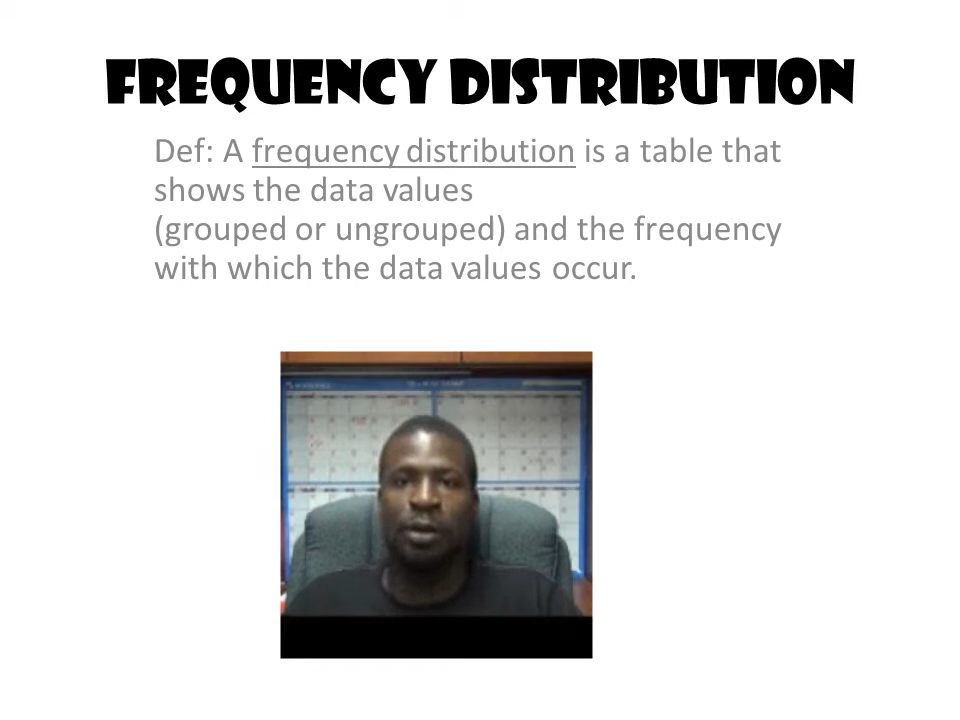 FREQUENCY DISTRIBUTION
Def: A frequency distribution is a table that
shows the data values
(grouped or ungrouped) and the frequency
with which the data values occur.